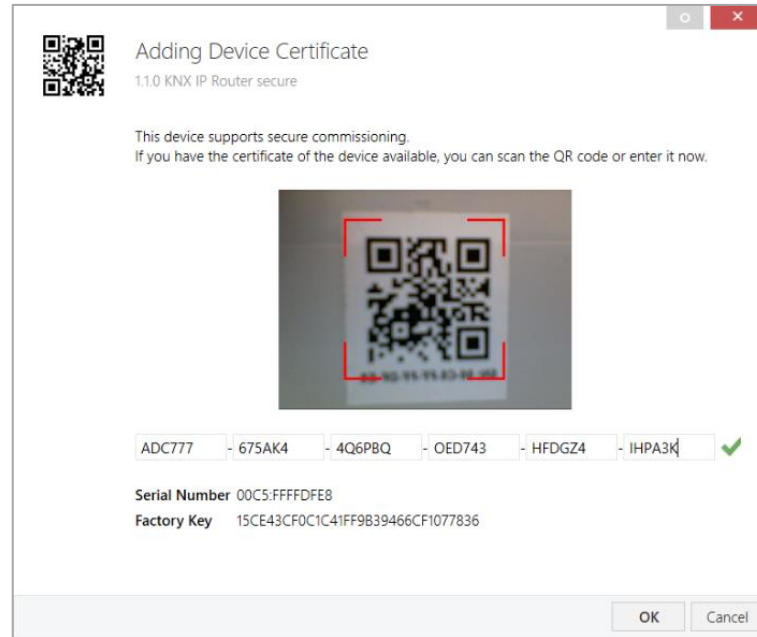 Adding Device Certificate
1.1.0 KNX IP Router secure
This device supports secure commissioning.
If you have the certificate of the device available, you can scan the QR code or enter it now.
ADC777 - 675AK4 - 4Q6PBQ - OED743 - HFDGZ4 - IHPA3K
Serial Number 00C5:FFFFDFE8
Factory Key 15CE43CF0C1C41FF9B39466CF1077836
OK Cancel